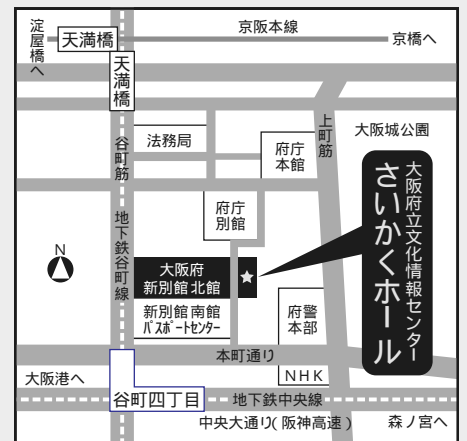 淀屋橋へ
天満橋
京阪本線
京橋へ
天満橋
谷町筋
法務局
府庁
本館
上町筋
大阪城公園
大阪府立文化情報センター
さいかくホール
府庁
別館
地下鉄谷町線
N
大阪府
新別館北館
新別館南館
パスポートセンター
府警
本部
本町通り
大阪港へ
NHK
谷町四丁目
地下鉄中央線
中央大通り(阪神高速)
森ノ宮へ